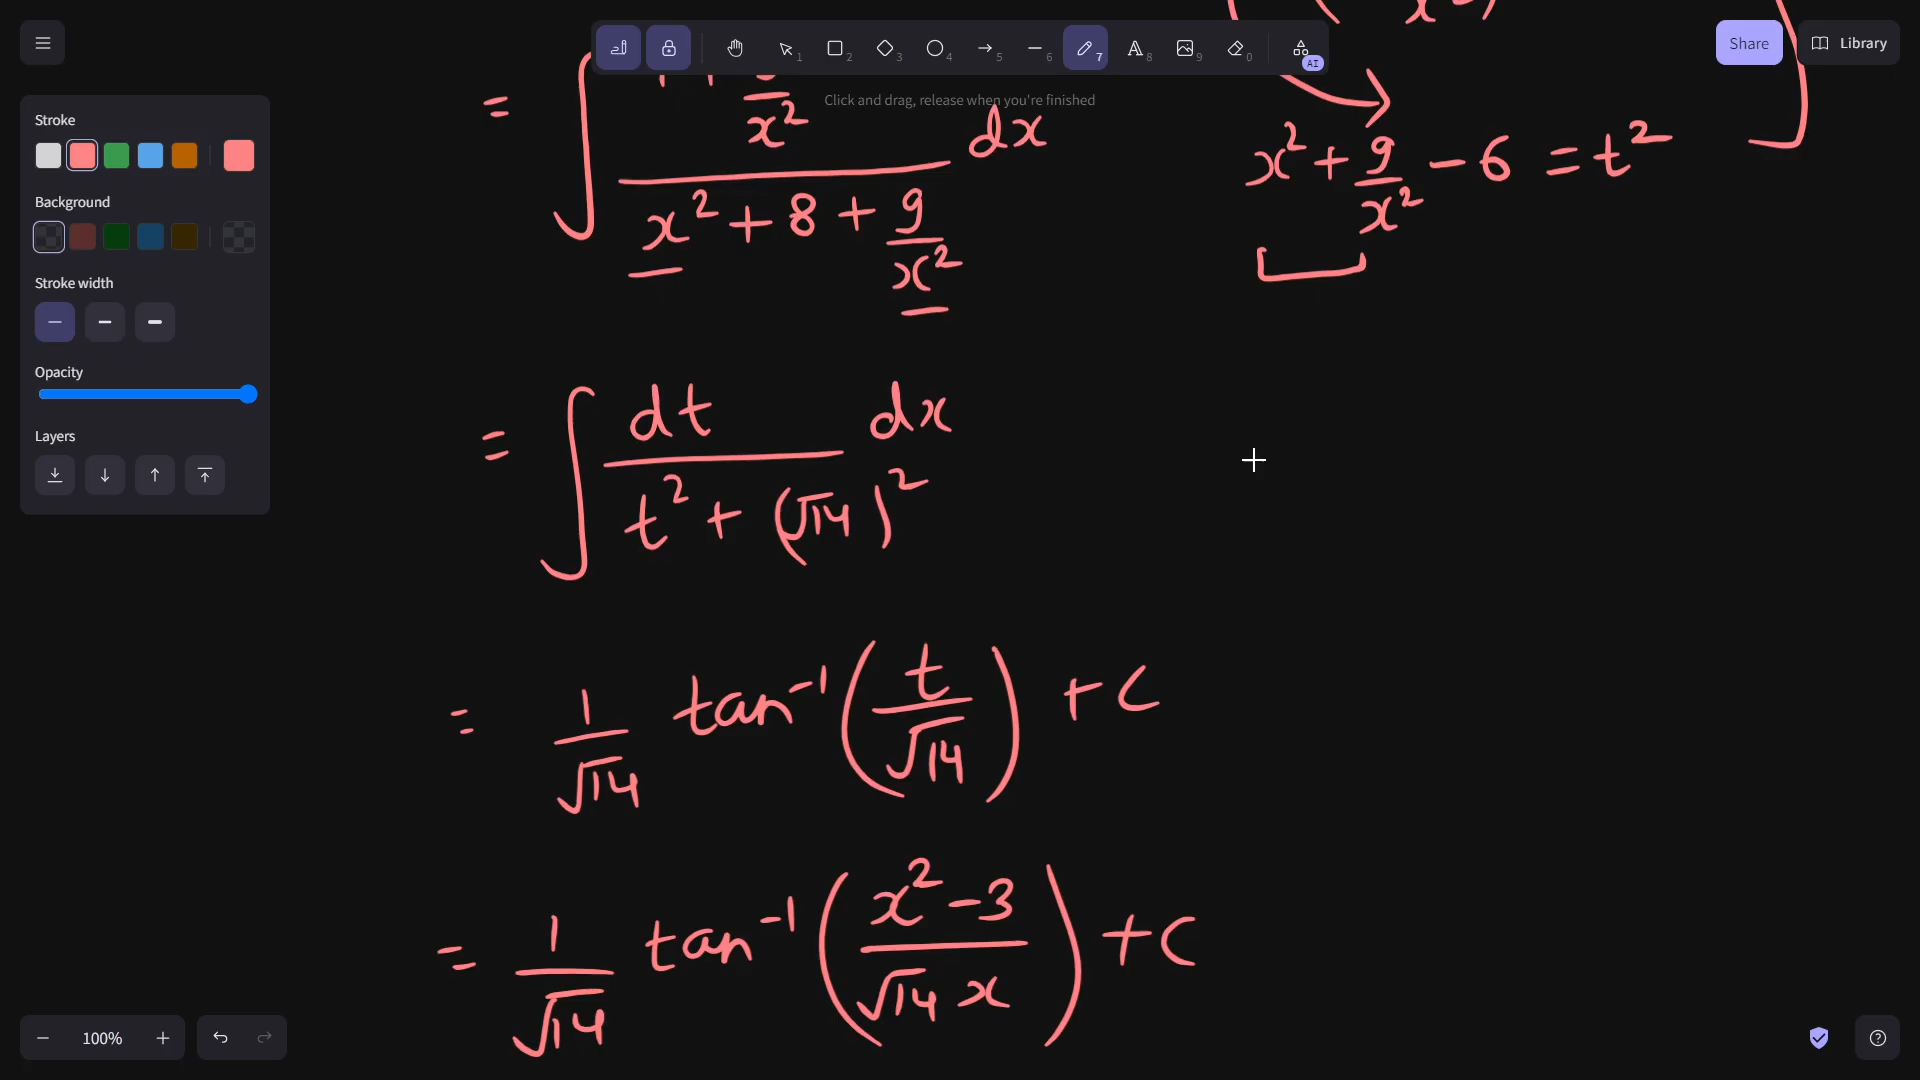 Share
Library
1 2 3 4 5 6 7 8 9 0 AI
Click and drag, release when you're finished
Stroke
Background
Stroke width
Opacity
Layers
100%
= ∫ / x² dx
x² + 8 + 9/x²
x² + 9/x² - 6 = t²
= ∫ dt / (t² + (√14)²) dx
= 1/√14 tan⁻¹(t/√14) + C
= 1/√14 tan⁻¹((x² - 3)/(√14 x)) + C